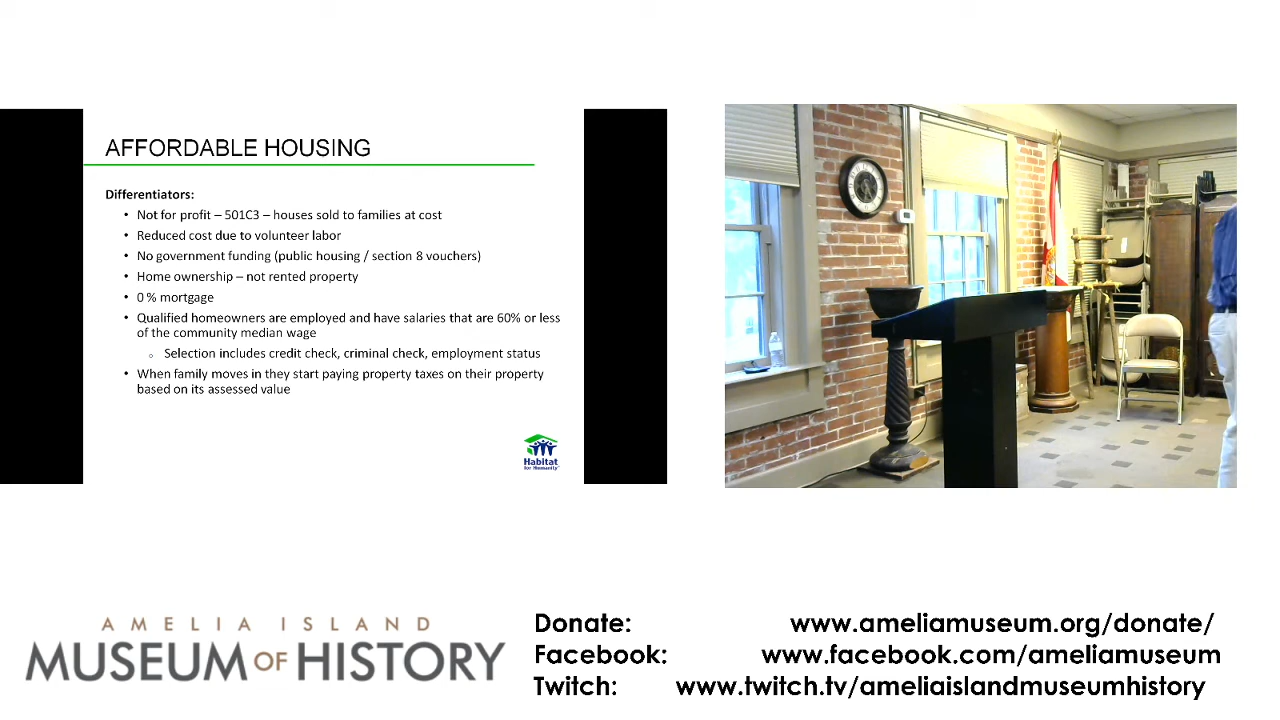 AFFORDABLE HOUSING
Differentiators:
• Not for profit – 501C3 – houses sold to families at cost
• Reduced cost due to volunteer labor
• No government funding (public housing / section 8 vouchers)
• Home ownership – not rented property
• 0 % mortgage
• Qualified homeowners are employed and have salaries that are 60% or less
of the community median wage
o Selection includes credit check, criminal check, employment status
• When family moves in they start paying property taxes on their property
based on its assessed value
Habitat
for Humanity
AMELIA ISLAND
MUSEUM OF HISTORY
Donate: www.ameliamuseum.org/donate/
Facebook: www.facebook.com/ameliamuseum
Twitch: www.twitch.tv/ameliaislandmuseumhistory